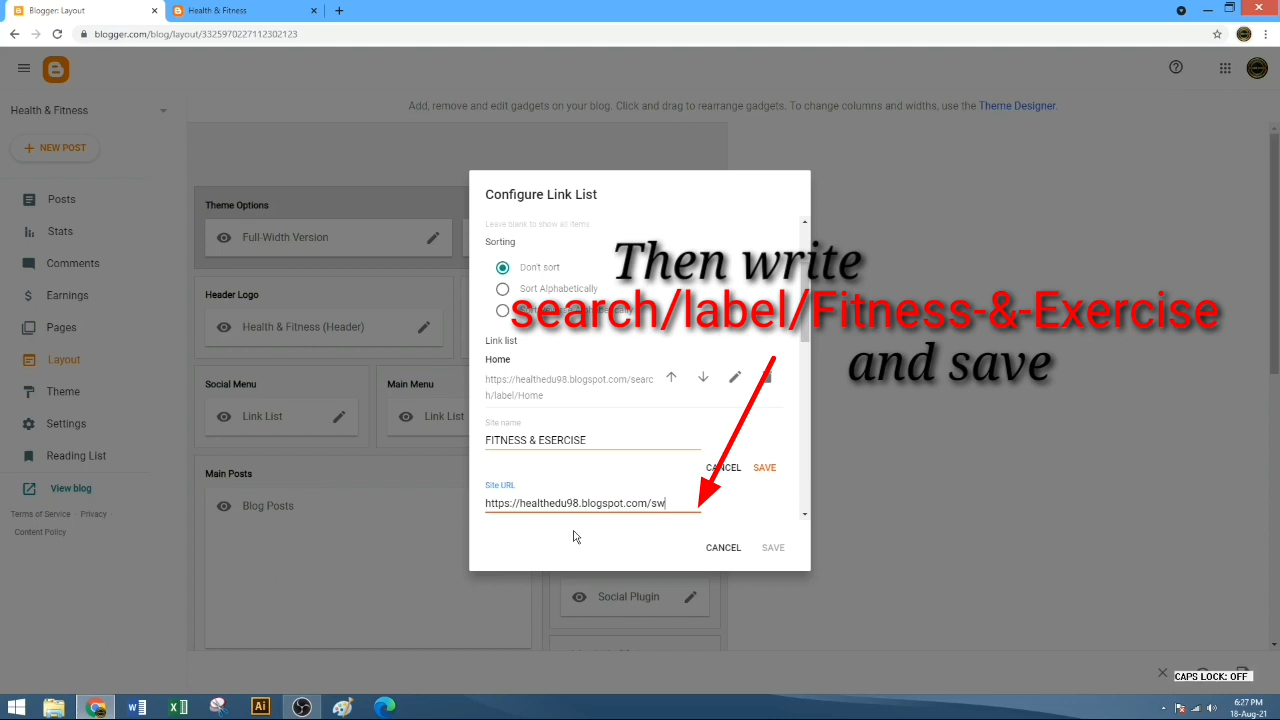 Blogger: Layout
Health & Fitness
blogger.com/blog/layout/3325970227112302123
Health & Fitness
Add, remove and edit gadgets on your blog. Click and drag to rearrange gadgets. To change columns and widths, use the Theme Designer.
NEW POST
Posts
Stats
Comments
Earnings
Pages
Layout
Theme
Settings
Reading List
View blog
Terms of Service · Privacy ·
Content Policy
Theme Options
Full-Width Version
Header Logo
Health & Fitness (Header)
Social Menu
Link List
Main Menu
Link List
Main Posts
Blog Posts
Social Plugin
Configure Link List
Leave blank to show all items
Sorting
Don't sort
Sort Alphabetically
Link list
Home
https://healthedu98.blogspot.com/searc
h/label/Home
Site name
FITNESS & ESERCISE
CANCEL SAVE
Site URL
https://healthedu98.blogspot.com/sw
CANCEL SAVE
Then write
search/label/Fitness-&-Exercise
and save
CAPS LOCK: OFF
6:27 PM
18-Aug-21